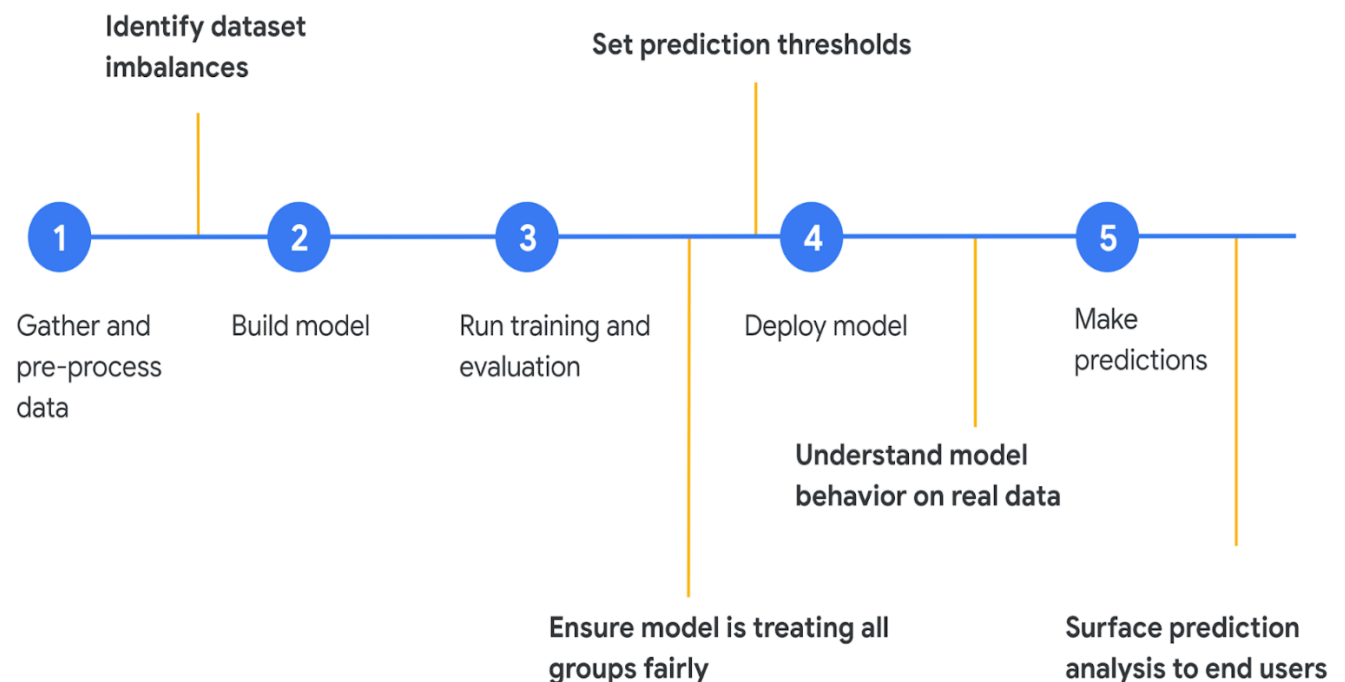 Identify dataset
imbalances
Set prediction thresholds
1
2
3
4
5
Gather and
pre-process
data
Build model
Run training and
evaluation
Deploy model
Make
predictions
Understand model
behavior on real data
Ensure model is treating all
groups fairly
Surface prediction
analysis to end users